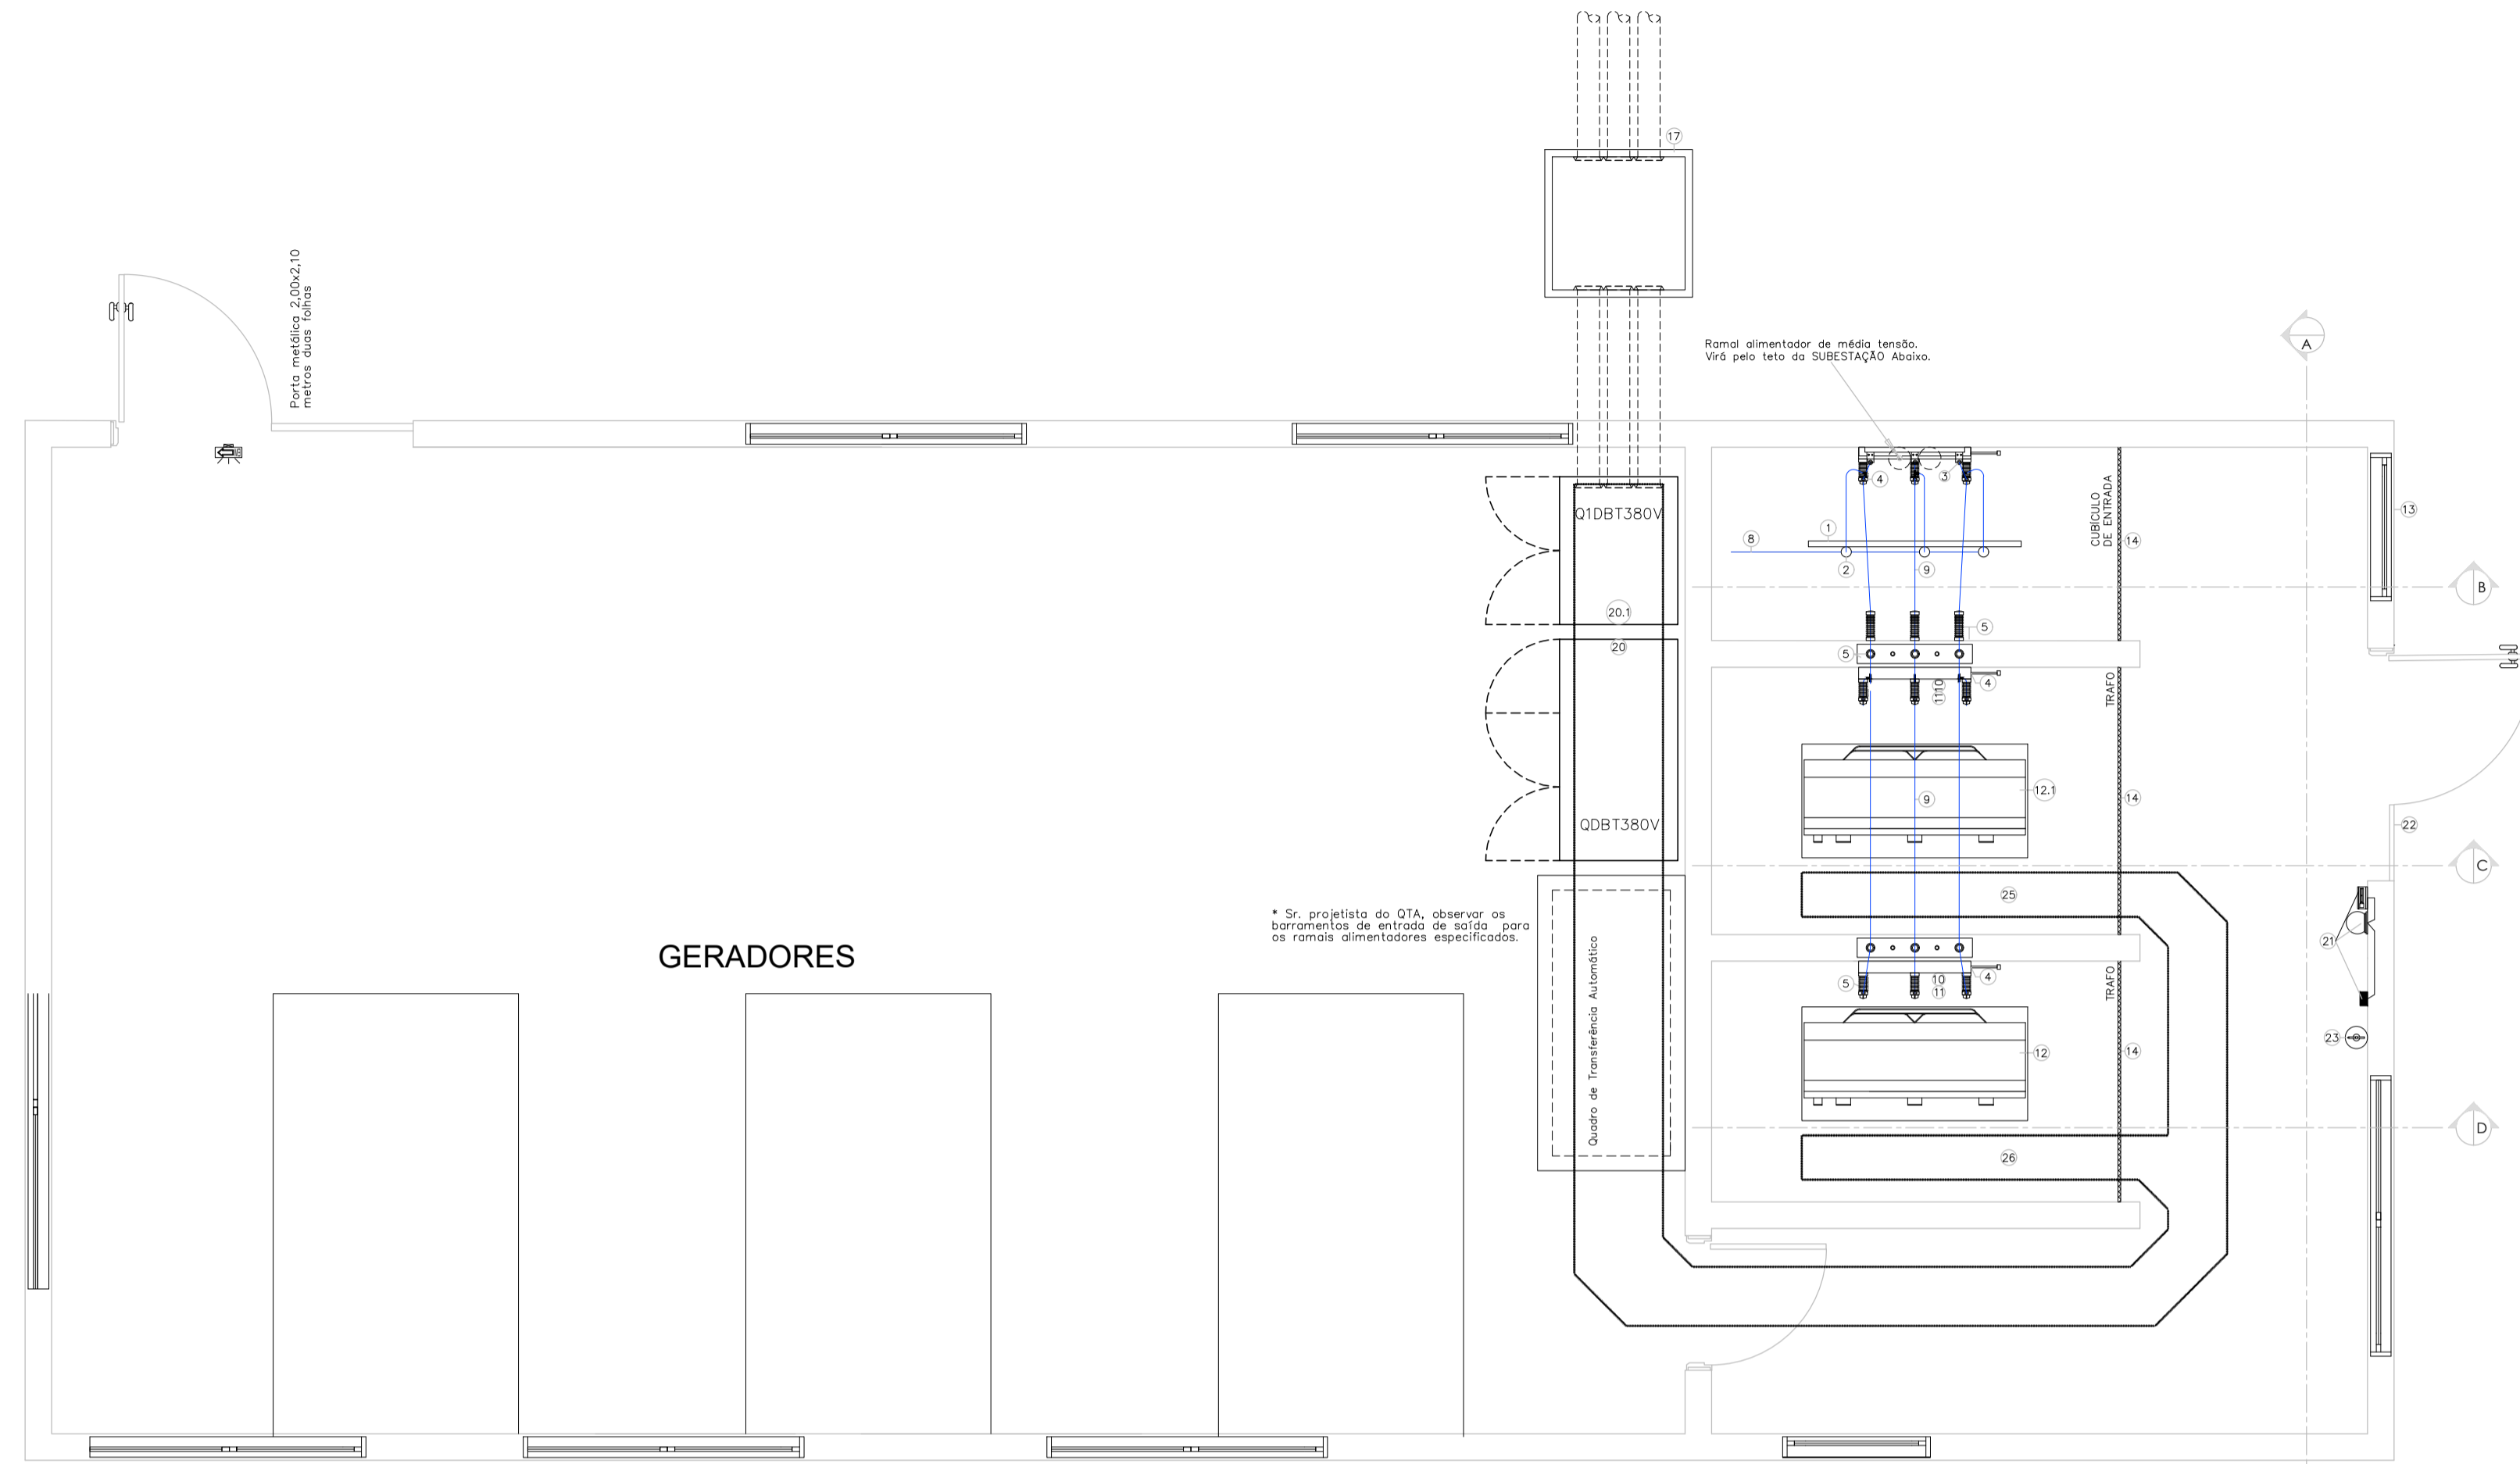 17
Porta metálica 2,00x2,10
metros duas folhas
Ramal alimentador de média tensão.
Virá pelo teto da SUBESTAÇÃO Abaixo.
A
4
3
CUBÍCULO
DE ENTRADA
13
Q1DBT380V
1
8
14
2
9
B
20.1
5
20
5
4
10
11
TRAFO
12.1
9
14
QDBT380V
22
C
25
* Sr. projetista do QTA, observar os
barramentos de entrada de saída para
os ramais alimentadores especificados.
GERADORES
Quadro de Transferência Automático
21
5
10
11
4
TRAFO
23
12
14
D
26